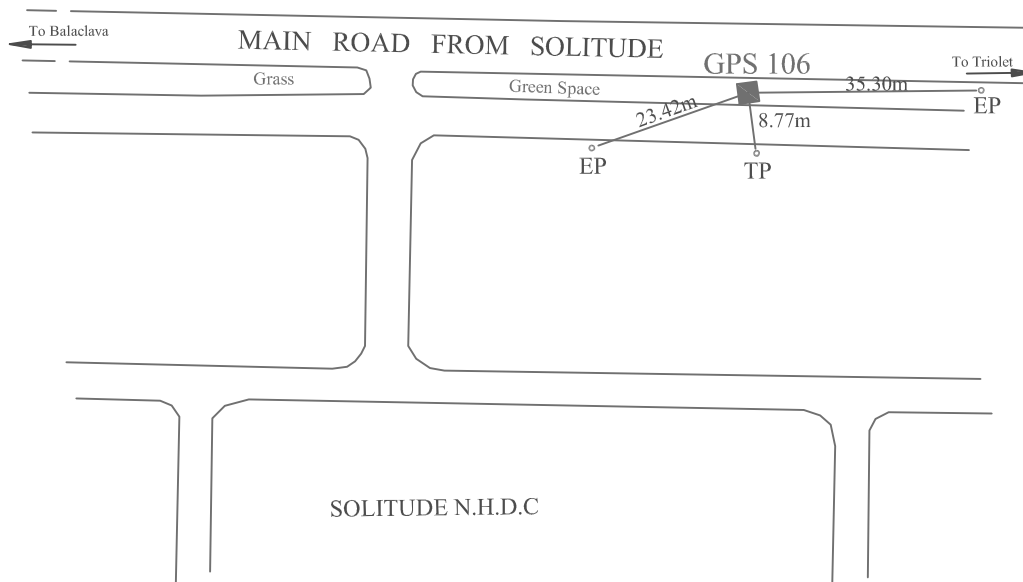 To Balaclava
MAIN ROAD FROM SOLITUDE
GPS 106
To Triolet
Grass
Green Space
35.30m
EP
23.42m
8.77m
EP
TP
SOLITUDE N.H.D.C